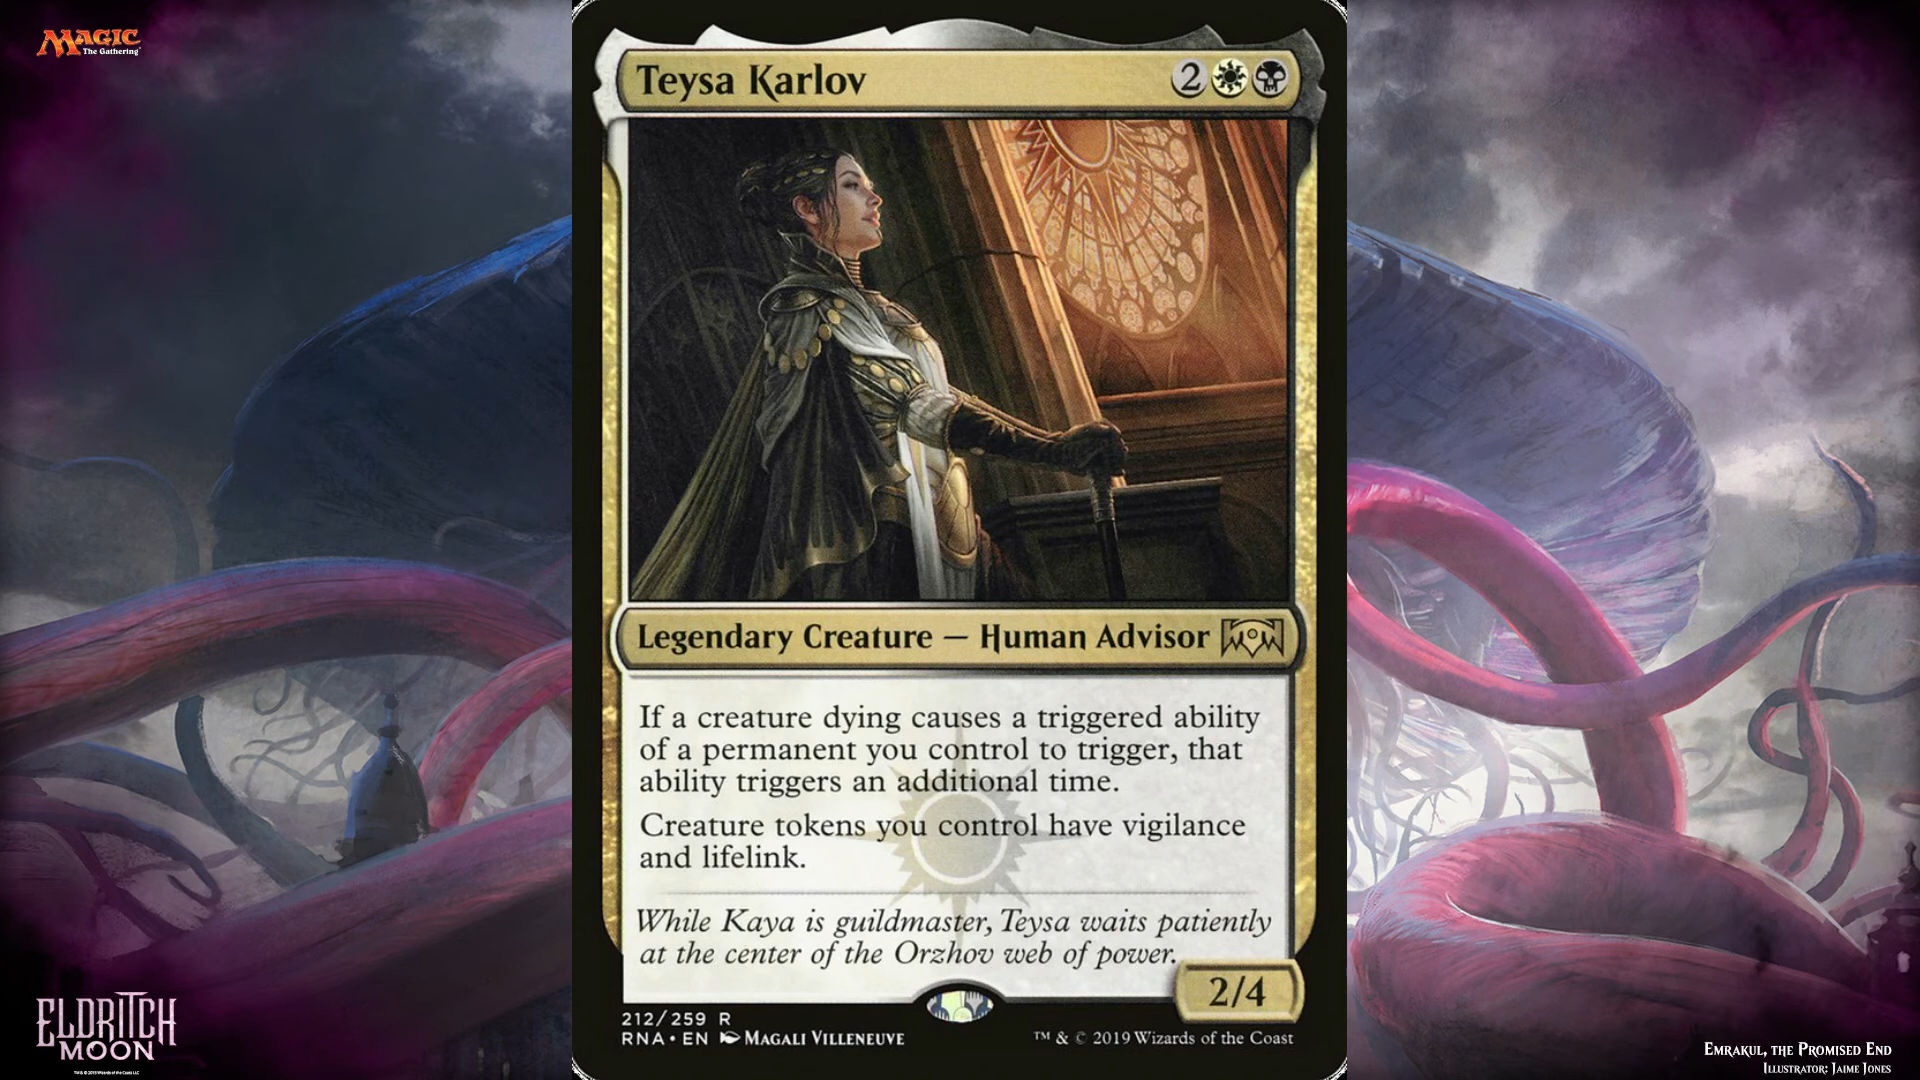 MAGIC
The Gathering
Teysa Karlov 2
Legendary Creature — Human Advisor
If a creature dying causes a triggered ability
of a permanent you control to trigger, that
ability triggers an additional time.
Creature tokens you control have vigilance
and lifelink.
While Kaya is guildmaster, Teysa waits patiently
at the center of the Orzhov web of power.
2/4
212/259 R
RNA • EN MAGALI VILLENEUVE
™ & © 2019 Wizards of the Coast
ELDRITCH
MOON
EMRAKUL, THE PROMISED END
ILLUSTRATOR: JAIME JONES